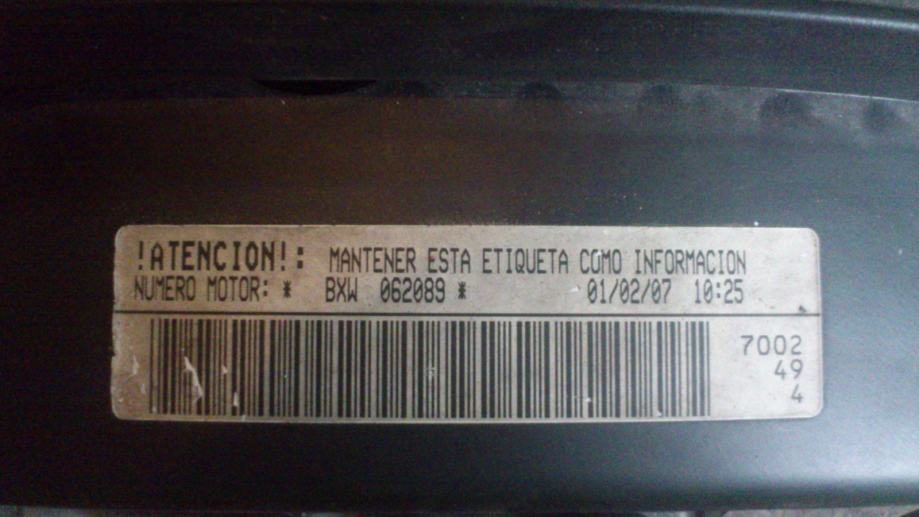 !ATENCION!: MANTENER ESTA ETIQUETA COMO INFORMACION
NUMERO MOTOR: * BXW 062089 * 01/02/07 10:25
7002
49
4